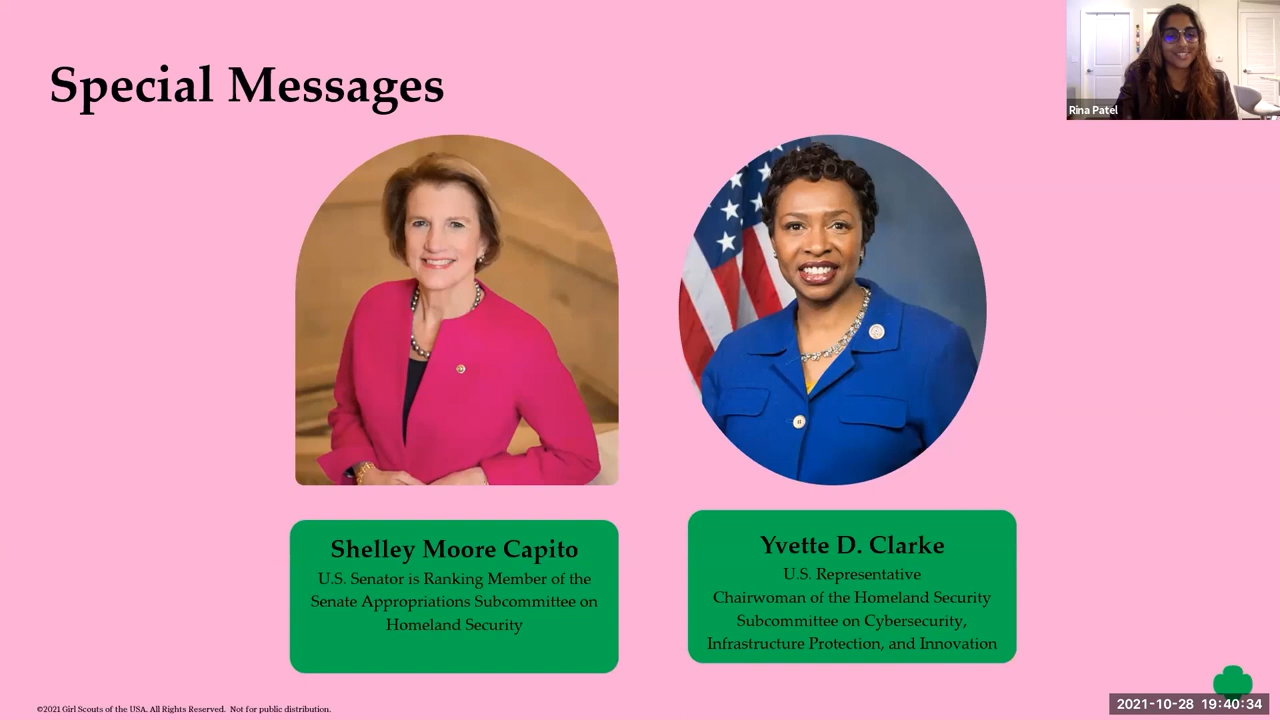 Special Messages
Rina Patel
Shelley Moore Capito
U.S. Senator is Ranking Member of the
Senate Appropriations Subcommittee on
Homeland Security
Yvette D. Clarke
U.S. Representative
Chairwoman of the Homeland Security
Subcommittee on Cybersecurity,
Infrastructure Protection, and Innovation
©2021 Girl Scouts of the USA. All Rights Reserved. Not for public distribution.
2021-10-28 19:40:34